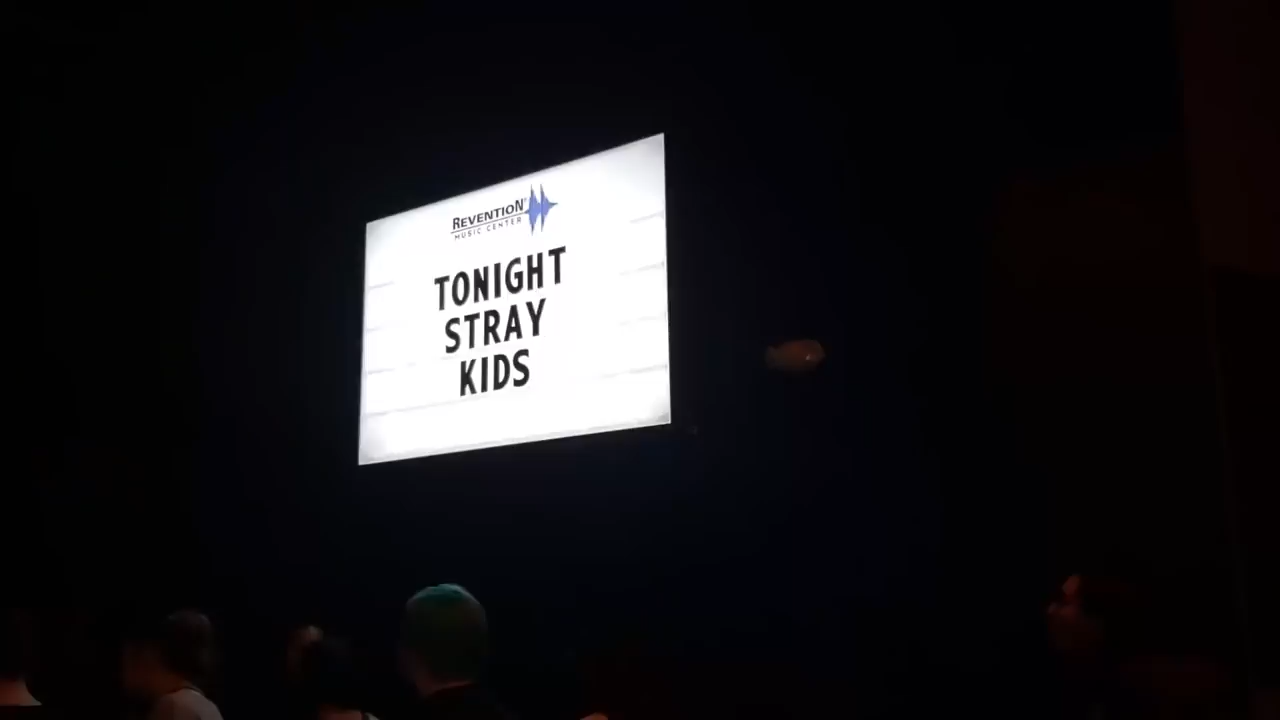 REVENTION
MUSIC CENTER
TONIGHT
STRAY
KIDS